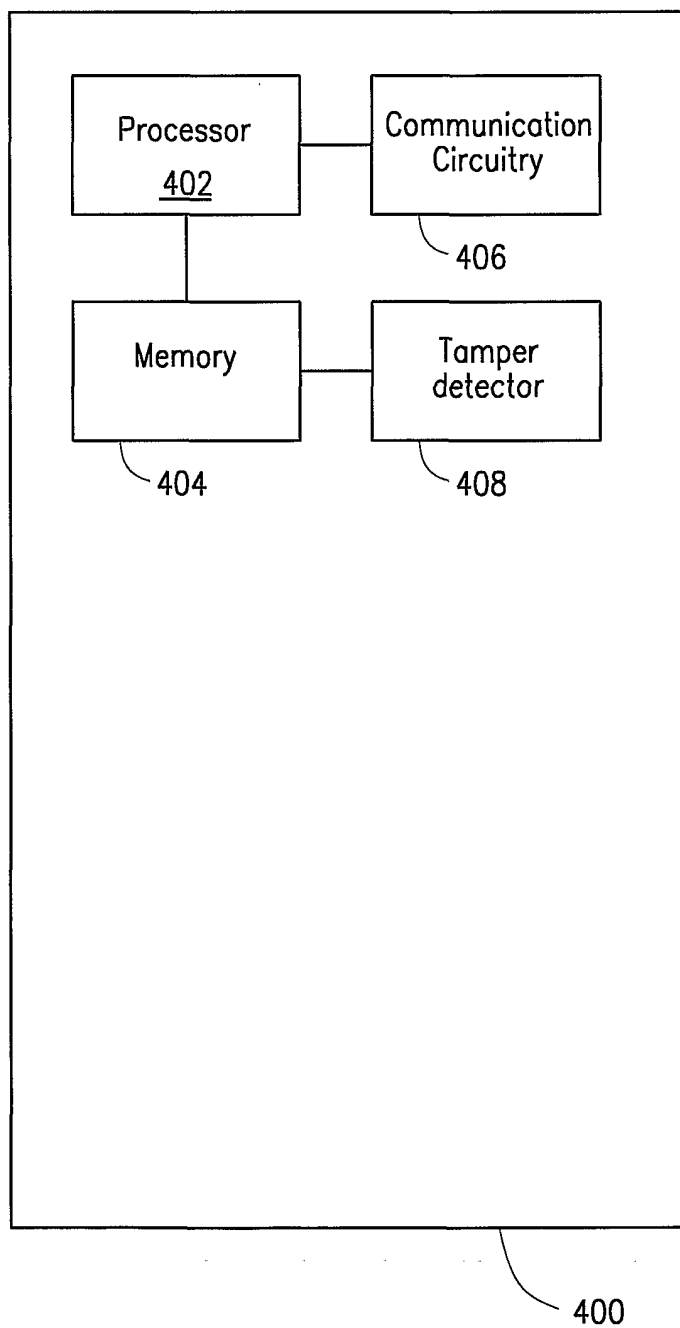 Processor
402
Communication
Circuitry
406
Memory
404
Tamper
detector
408
400